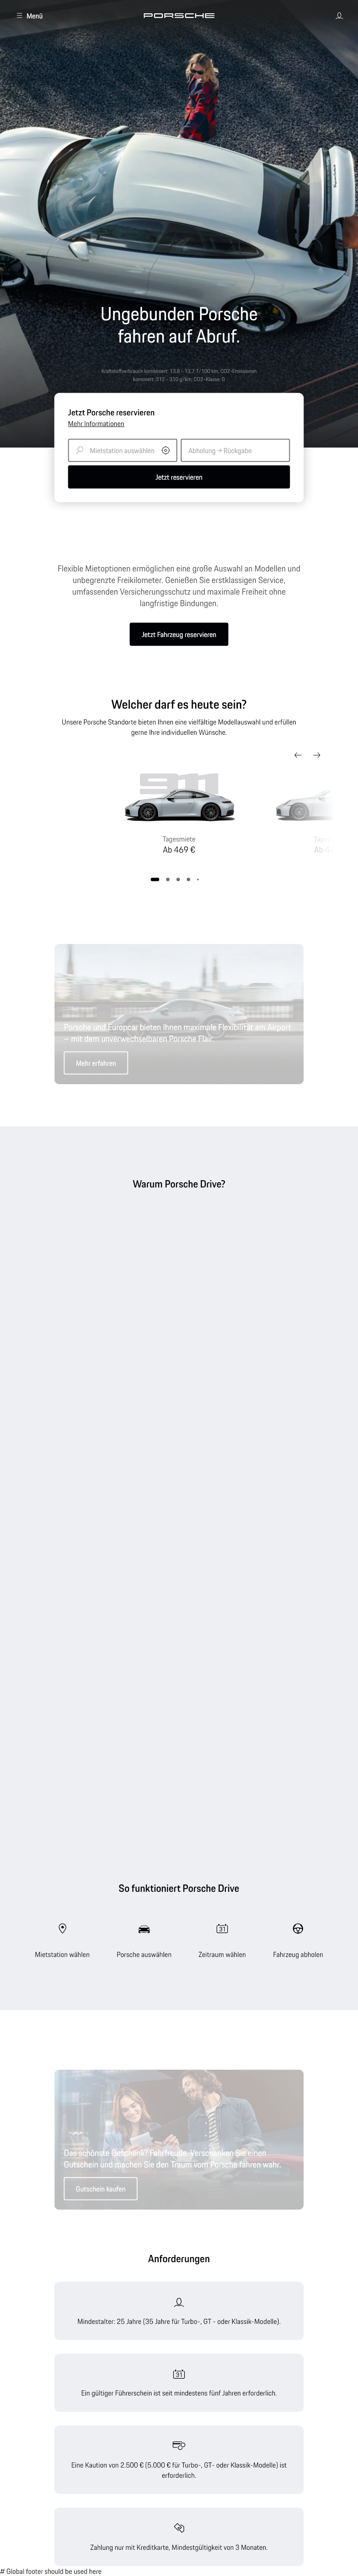 Menü
PORSCHE
Ungebunden Porsche
fahren auf Abruf.
Kraftstoffverbrauch kombiniert: 13,8 – 13,7 l/100 km, CO2-Emissionen
kombiniert: 312 - 310 g/km, CO2-Klasse: G
Jetzt Porsche reservieren
Mehr Informationen
Mietstation auswählen
Abholung → Rückgabe
Jetzt reservieren
Flexible Mietoptionen ermöglichen eine große Auswahl an Modellen und
unbegrenzte Freikilometer. Genießen Sie erstklassigen Service,
umfassenden Versicherungsschutz und maximale Freiheit ohne
langfristige Bindungen.
Jetzt Fahrzeug reservieren
Welcher darf es heute sein?
Unsere Porsche Standorte bieten Ihnen eine vielfältige Modellauswahl und erfüllen
gerne Ihre individuellen Wünsche.
911
Tagesmiete
Ab 469 €
Porsche und Europcar bieten Ihnen maximale Flexibilität am Airport
– mit dem unverwechselbaren Porsche Flair.
Mehr erfahren
Warum Porsche Drive?
So funktioniert Porsche Drive
31
Mietstation wählen
Porsche auswählen
Zeitraum wählen
Fahrzeug abholen
Das schönste Geschenk? Fahrfreude. Verschenken Sie einen
Gutschein und machen Sie den Traum vom Porsche fahren wahr.
Gutschein kaufen
Anforderungen
Mindestalter: 25 Jahre (35 Jahre für Turbo-, GT - oder Klassik-Modelle).
31
Ein gültiger Führerschein ist seit mindestens fünf Jahren erforderlich.
Eine Kaution von 2.500 € (5.000 € für Turbo-, GT- oder Klassik-Modelle) ist
erforderlich.
Zahlung nur mit Kreditkarte, Mindestgültigkeit von 3 Monaten.
# Global footer should be used here